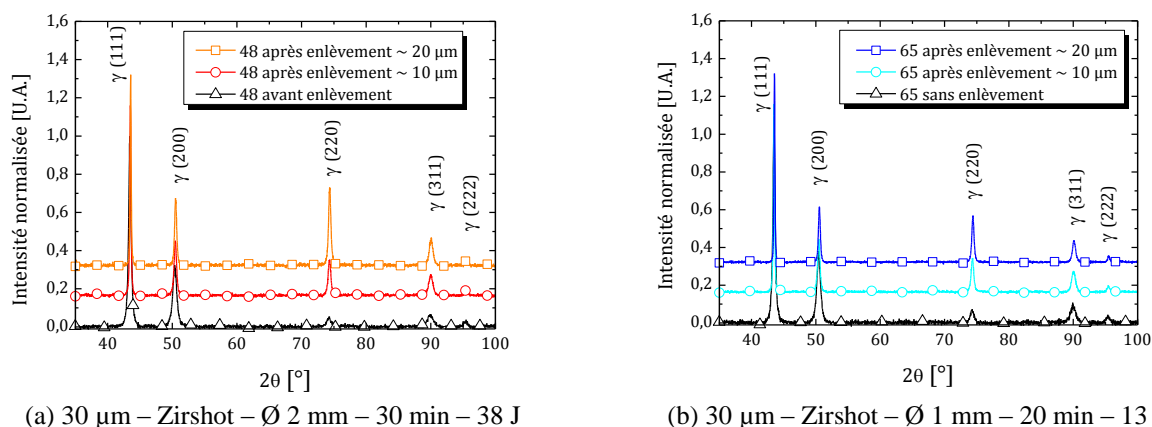 1,6
1,4
1,2
1,0
0,8
0,6
0,4
0,2
0,0
Intensité normalisée [U.A.]
γ (111)
γ (200)
γ (220)
γ (311)
γ (222)
48 après enlèvement ~ 20 µm
48 après enlèvement ~ 10 µm
48 avant enlèvement
40 50 60 70 80 90 100
2θ [°]
(a) 30 µm – Zirshot – Ø 2 mm – 30 min – 38 J
1,6
1,4
1,2
1,0
0,8
0,6
0,4
0,2
0,0
Intensité normalisée [U.A.]
γ (111)
γ (200)
γ (220)
γ (311)
γ (222)
65 après enlèvement ~ 20 µm
65 après enlèvement ~ 10 µm
65 sans enlèvement
40 50 60 70 80 90 100
2θ [°]
(b) 30 µm – Zirshot – Ø 1 mm – 20 min – 13